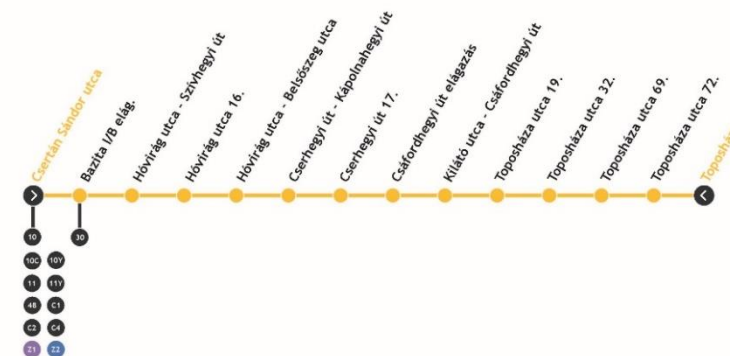 Csertán Sándor utca
Bazita I/B elág.
Hóvirág utca - Szívhegyi út
Hóvirág utca 16.
Hóvirág utca - Belsőszeg utca
Cserhegyi út - Kápolnahegyi út
Cserhegyi út 17.
Csáfordhegyi út elágazás
Kilátó utca - Csáfordhegyi út
Toposháza utca 19.
Toposháza utca 32.
Toposháza utca 69.
Toposháza utca 72.
10 30
10C 10Y
11 11Y
4B C1
C2 C4
Z1 Z2